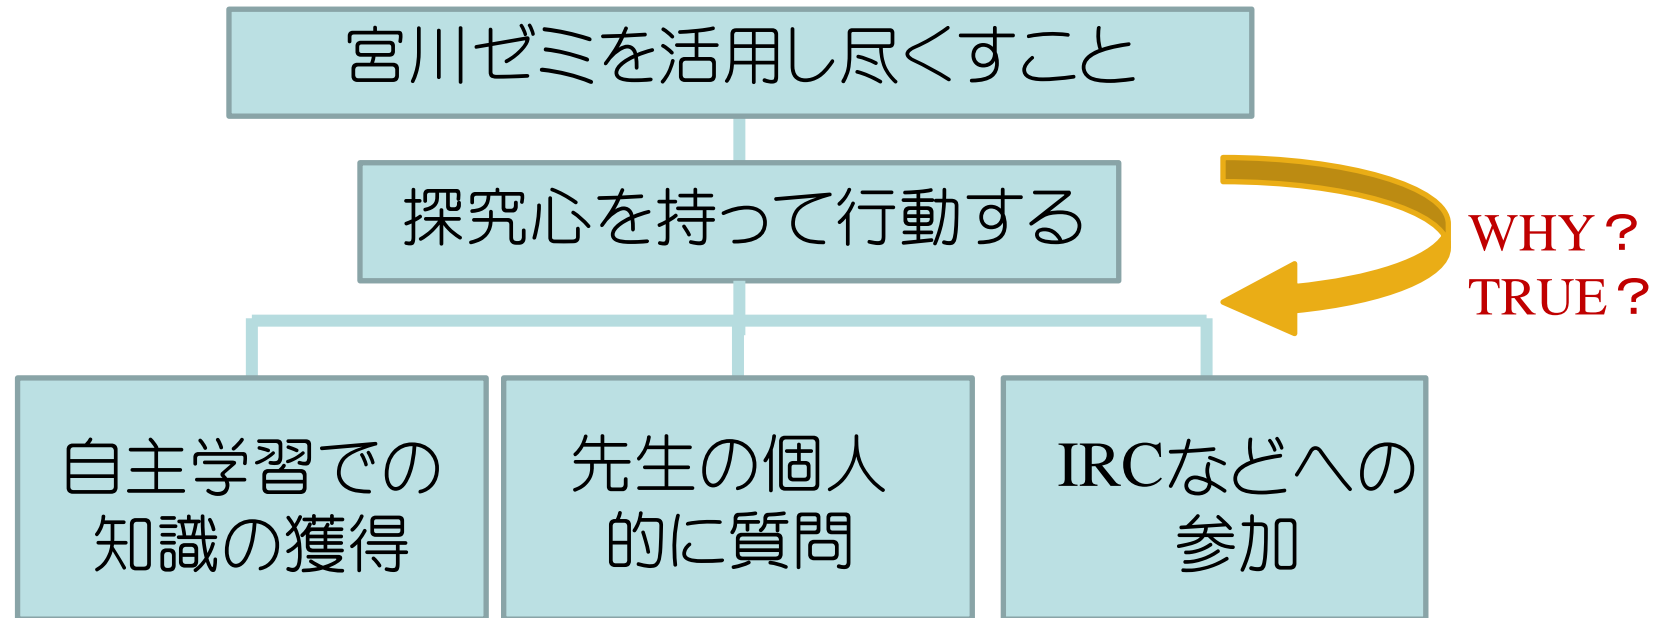 宮川ゼミを活用し尽くすこと
探究心を持って行動する
WHY？
TRUE？
自主学習での
知識の獲得
先生の個人
的に質問
IRCなどへの
参加